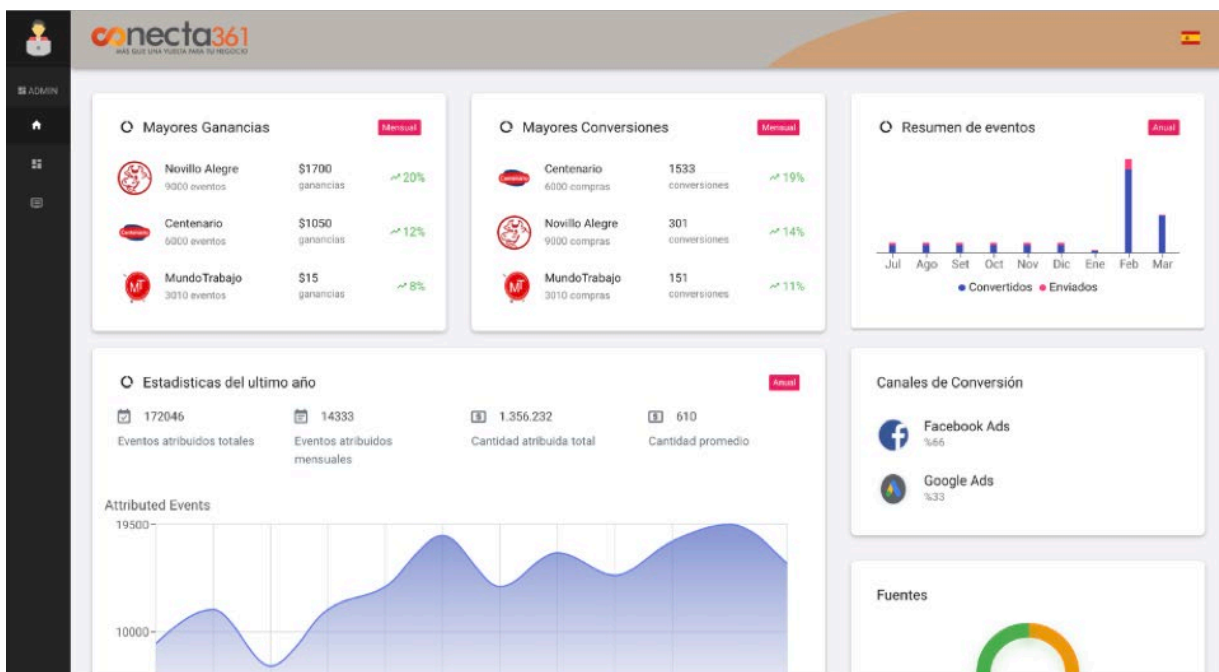 conecta361
MÁS QUE UNA VUELTA PARA TU NEGOCIO
ADMIN
Mayores Ganancias
Mensual
Novillo Alegre
9000 eventos
$1700
ganancias
20%
Centenario
6000 eventos
$1050
ganancias
12%
MundoTrabajo
3010 eventos
$15
ganancias
8%
Mayores Conversiones
Mensual
Centenario
6000 compras
1533
conversiones
19%
Novillo Alegre
9000 compras
301
conversiones
14%
MundoTrabajo
3010 compras
151
conversiones
11%
Resumen de eventos
Anual
Jul Ago Set Oct Nov Dic Ene Feb Mar
Convertidos Enviados
Estadisticas del ultimo año
Anual
172046
Eventos atribuidos totales
14333
Eventos atribuidos
mensuales
1.356.232
Cantidad atribuida total
610
Cantidad promedio
Attributed Events
19500
10000
Canales de Conversión
Facebook Ads
%66
Google Ads
%33
Fuentes